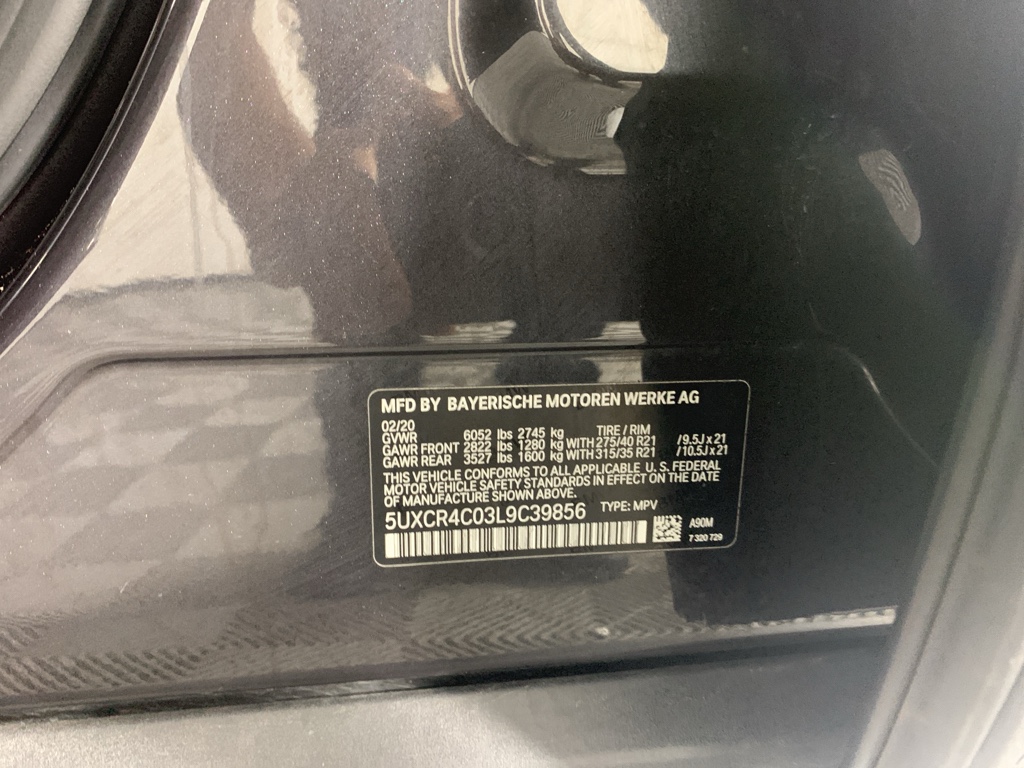 MFD BY BAYERISCHE MOTOREN WERKE AG
02/20
GVWR 6052 lbs 2745 kg TIRE / RIM
GAWR FRONT 2822 lbs 1280 kg WITH 275/40 R21 /9.5J x 21
GAWR REAR 3527 lbs 1600 kg WITH 315/35 R21 /10.5J x 21
THIS VEHICLE CONFORMS TO ALL APPLICABLE U. S. FEDERAL
MOTOR VEHICLE SAFETY STANDARDS IN EFFECT ON THE DATE
OF MANUFACTURE SHOWN ABOVE.
5UXCR4C03L9C39856 TYPE: MPV
A90M
7 320 729